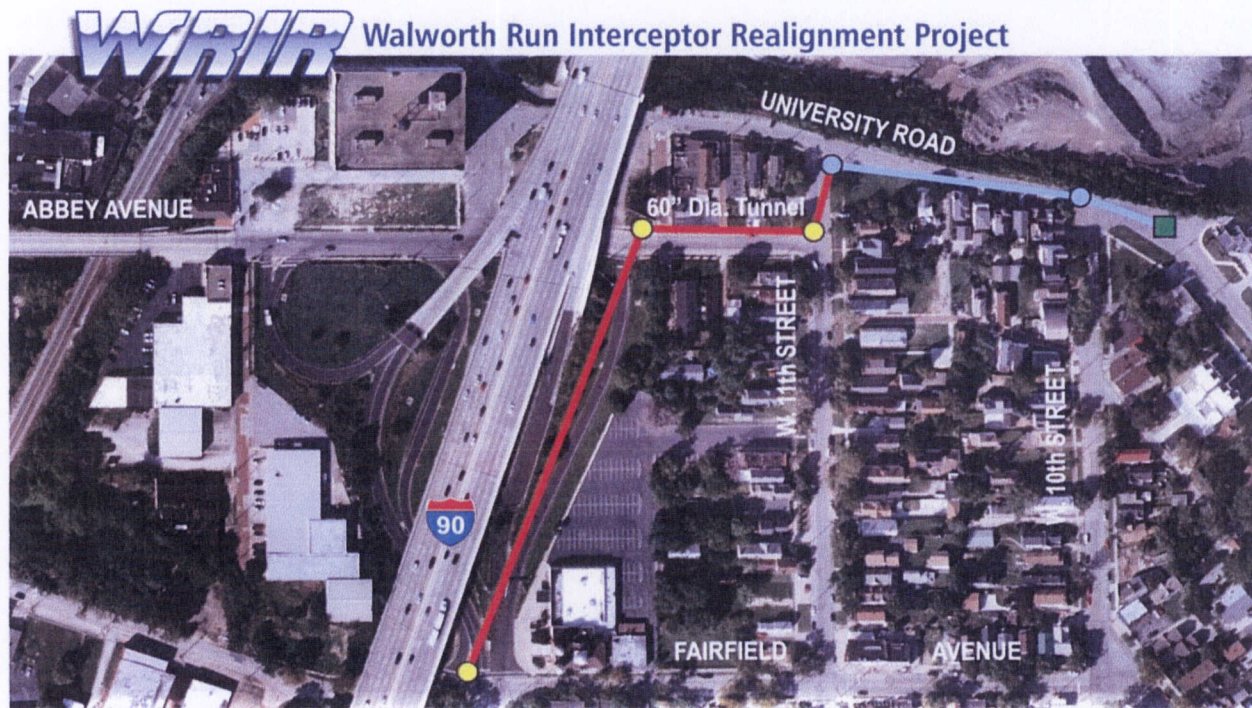 WRIR Walworth Run Interceptor Realignment Project
UNIVERSITY ROAD
ABBEY AVENUE
60” Dia. Tunnel
W. 11th STREET
W. 10th STREET
90
FAIRFIELD AVENUE